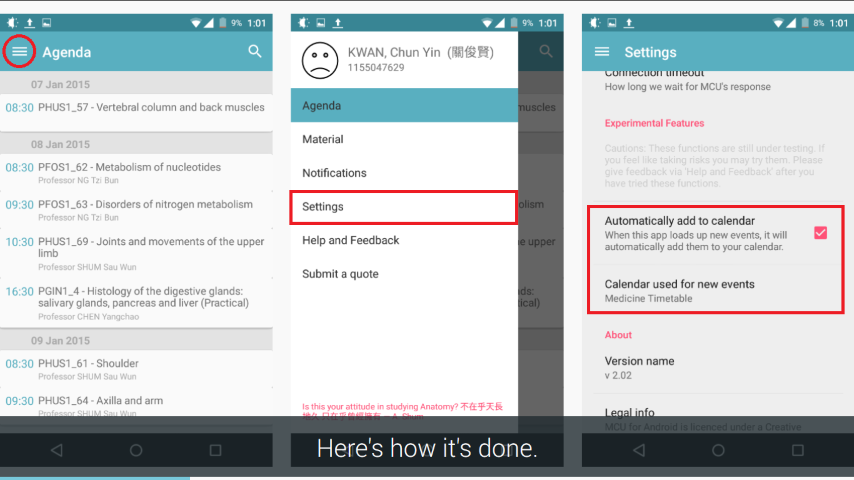 9% 1:01
Agenda
07 Jan 2015
08:30 PHUS1_57 - Vertebral column and back muscles
08 Jan 2015
08:30 PFOS1_62 - Metabolism of nucleotides
Professor NG Tzi Bun
09:30 PFOS1_63 - Disorders of nitrogen metabolism
Professor NG Tzi Bun
10:30 PHUS1_69 - Joints and movements of the upper
limb
Professor SHUM Sau Wun
16:30 PGIN1_4 - Histology of the digestive glands:
salivary glands, pancreas and liver (Practical)
Professor CHEN Yangchao
09 Jan 2015
08:30 PHUS1_61 - Shoulder
Professor SHUM Sau Wun
09:30 PHUS1_64 - Axilla and arm
Professor SHUM Sau Wun
9% 1:01
KWAN, Chun Yin (關俊賢)
1155047629
Agenda
muscles
Material
Notifications
Settings
olism
Help and Feedback
e upper
Submit a quote
ical)
Is this your attitude in studying Anatomy? 不在乎天長
8% 1:01
Settings
Connection timeout
How long we wait for MCU's response
Experimental Features
Cautions: These functions are still under testing. If
you feel like taking risks you may try them. Please
give feedback via 'Help and Feedback' after you
have tried these functions.
Automatically add to calendar
When this app loads up new events, it will
automatically add them to your calendar.
Calendar used for new events
Medicine Timetable
About
Version name
v 2.02
Legal info
MCU for Android is licenced under a Creative
Here's how it's done.